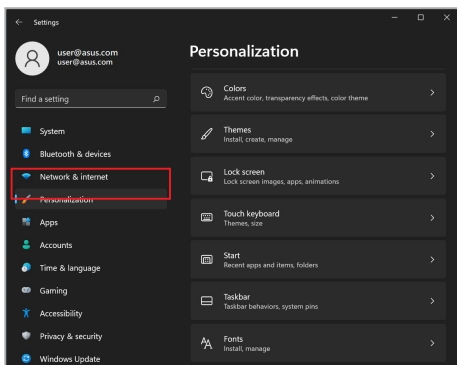 Settings
user@asus.com
user@asus.com
Find a setting
System
Bluetooth & devices
Network & internet
Personalization
Apps
Accounts
Time & language
Gaming
Accessibility
Privacy & security
Windows Update
Personalization
Colors
Accent color, transparency effects, color theme
Themes
Install, create, manage
Lock screen
Lock screen images, apps, animations
Touch keyboard
Themes, size
Start
Recent apps and items, folders
Taskbar
Taskbar behaviors, system pins
Fonts
Install, manage